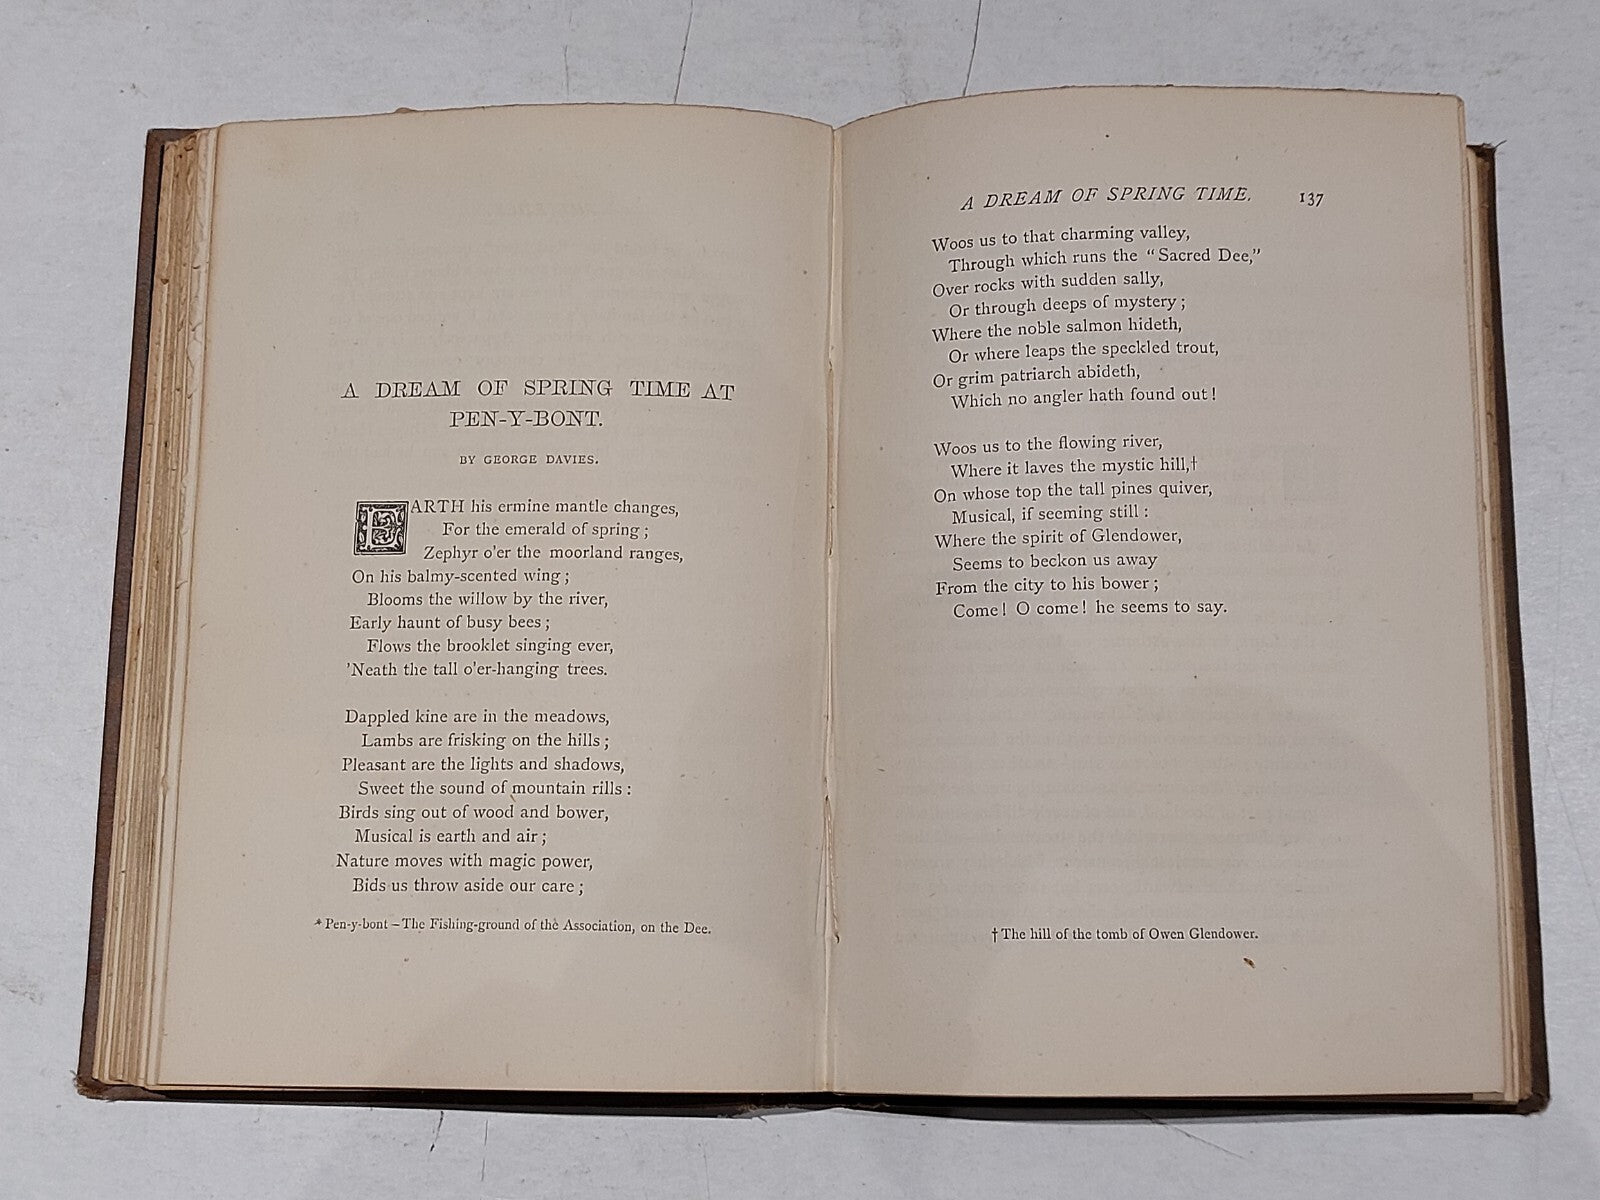 A DREAM OF SPRING TIME AT
PEN-Y-BONT.
BY GEORGE DAVIES.
EARTH his ermine mantle changes,
For the emerald of spring;
Zephyr o'er the moorland ranges,
On his balmy-scented wing;
Blooms the willow by the river,
Early haunt of busy bees;
Flows the brooklet singing ever,
'Neath the tall o'er-hanging trees.
Dappled kine are in the meadows,
Lambs are frisking on the hills;
Pleasant are the lights and shadows,
Sweet the sound of mountain rills:
Birds sing out of wood and bower,
Musical is earth and air;
Nature moves with magic power,
Bids us throw aside our care;
*Pen-y-bont—The Fishing-ground of the Association, on the Dee.
A DREAM OF SPRING TIME. 137
Woos us to that charming valley,
Through which runs the "Sacred Dee,"
Over rocks with sudden sally,
Or through deeps of mystery;
Where the noble salmon hideth,
Or where leaps the speckled trout,
Or grim patriarch abideth,
Which no angler hath found out!
Woos us to the flowing river,
Where it laves the mystic hill,†
On whose top the tall pines quiver,
Musical, if seeming still:
Where the spirit of Glendower,
Seems to beckon us away
From the city to his bower;
Come! O come! he seems to say.
†The hill of the tomb of Owen Glendower.